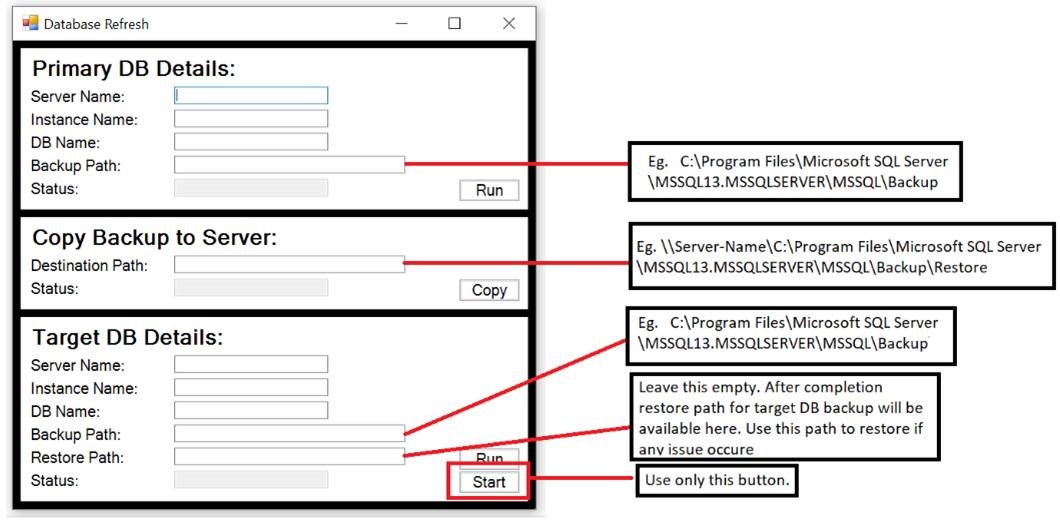 Database Refresh
Primary DB Details:
Server Name:
Instance Name:
DB Name:
Backup Path:
Status:
Run
Eg. C:\Program Files\Microsoft SQL Server
\MSSQL13.MSSQLSERVER\MSSQL\Backup
Copy Backup to Server:
Destination Path:
Status:
Copy
Eg. \\Server-Name\C:\Program Files\Microsoft SQL Server
\MSSQL13.MSSQLSERVER\MSSQL\Backup\Restore
Target DB Details:
Server Name:
Instance Name:
DB Name:
Backup Path:
Restore Path:
Run
Status:
Start
Eg. C:\Program Files\Microsoft SQL Server
\MSSQL13.MSSQLSERVER\MSSQL\Backup
Leave this empty. After completion
restore path for target DB backup will be
available here. Use this path to restore if
any issue occure
Use only this button.